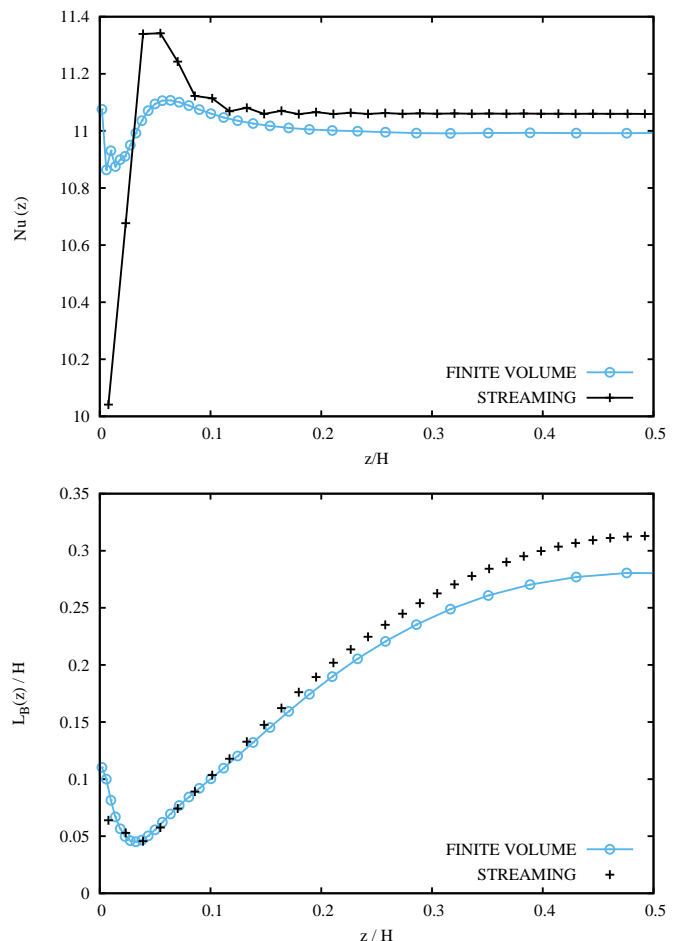 11.4
11.2
11
10.8
10.6
10.4
10.2
10
Nu (z)
FINITE VOLUME
STREAMING
0 0.1 0.2 0.3 0.4 0.5
z/H
0.35
0.3
0.25
0.2
0.15
0.1
0.05
0
L_B(z) / H
FINITE VOLUME
STREAMING
0 0.1 0.2 0.3 0.4 0.5
z / H